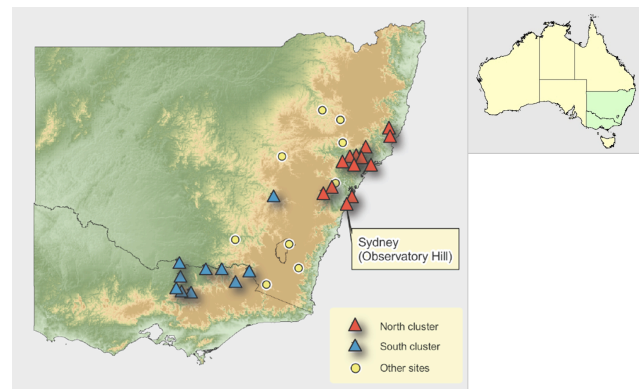 Sydney
(Observatory Hill)
North cluster
South cluster
Other sites